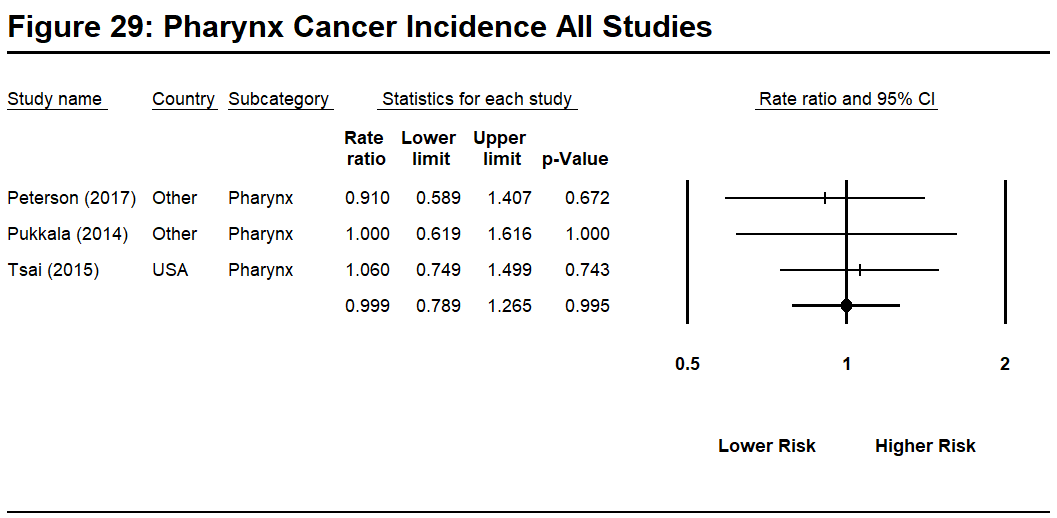 Figure 29: Pharynx Cancer Incidence All Studies
Study name Country Subcategory Statistics for each study Rate ratio and 95% CI
Rate Lower Upper
ratio limit limit p-Value
Peterson (2017) Other Pharynx 0.910 0.589 1.407 0.672
Pukkala (2014) Other Pharynx 1.000 0.619 1.616 1.000
Tsai (2015) USA Pharynx 1.060 0.749 1.499 0.743
0.999 0.789 1.265 0.995
0.5 1 2
Lower Risk Higher Risk